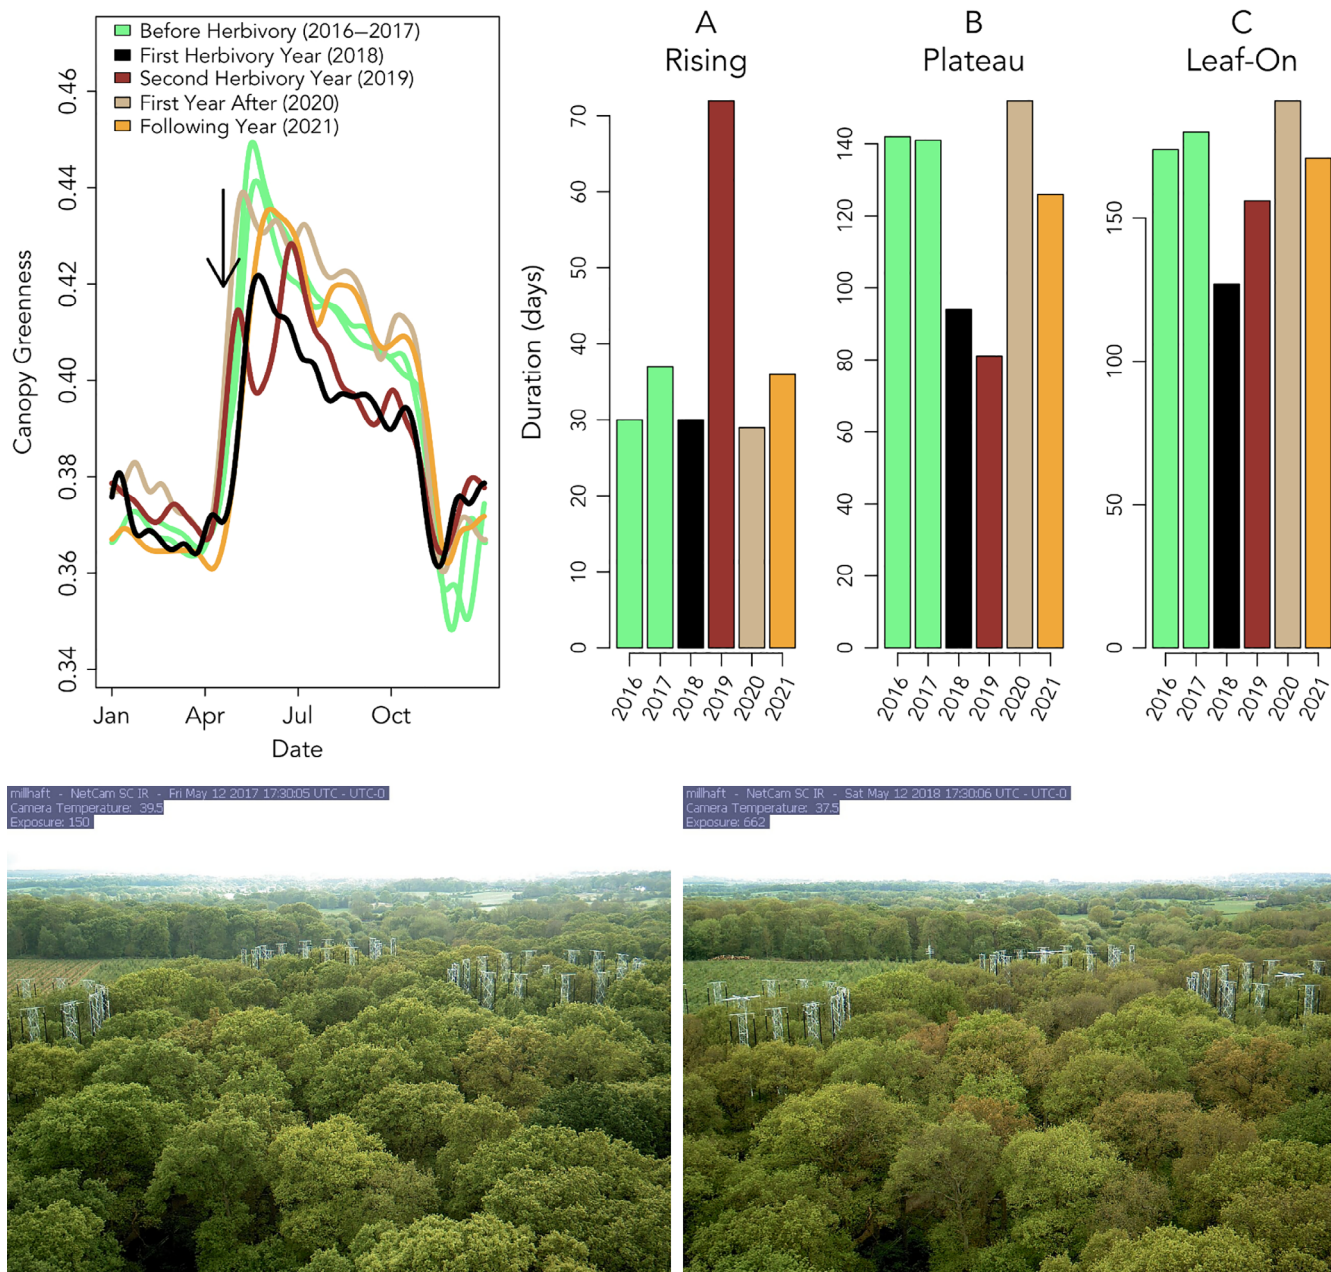 Before Herbivory (2016–2017)
First Herbivory Year (2018)
Second Herbivory Year (2019)
First Year After (2020)
Following Year (2021)
Canopy Greenness
0.46
0.44
0.42
0.40
0.38
0.36
0.34
Jan
Apr
Jul
Oct
Date
A
Rising
Duration (days)
70
60
50
40
30
20
10
0
2016
2017
2018
2019
2020
2021
B
Plateau
140
120
100
80
60
40
20
0
2016
2017
2018
2019
2020
2021
C
Leaf-On
150
100
50
0
2016
2017
2018
2019
2020
2021
millhaft - NetCam SC IR - Fri May 12 2017 17:30:05 UTC - UTC-0
Camera Temperature: 39.5
Exposure: 150
millhaft - NetCam SC IR - Sat May 12 2018 17:30:06 UTC - UTC-0
Camera Temperature: 37.5
Exposure: 662